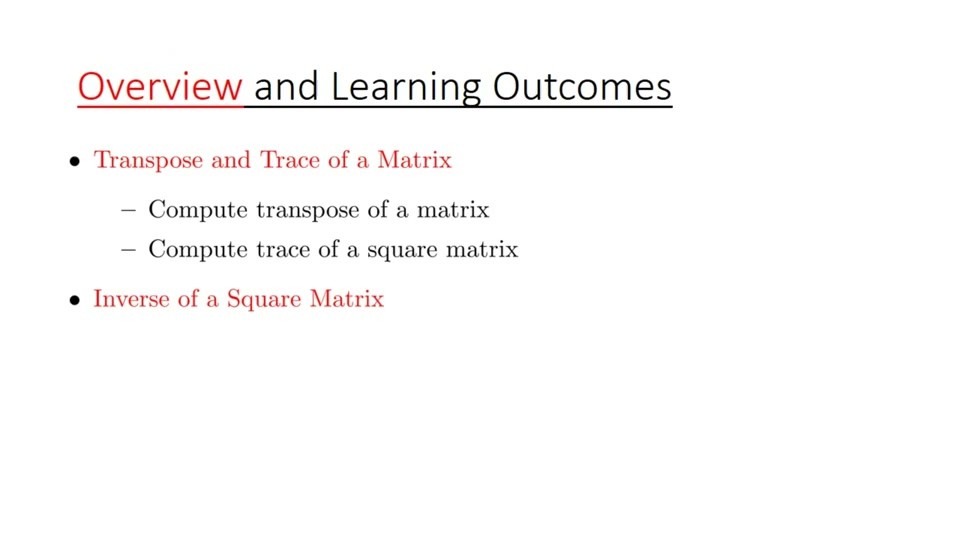 Overview and Learning Outcomes
• Transpose and Trace of a Matrix
– Compute transpose of a matrix
– Compute trace of a square matrix
• Inverse of a Square Matrix